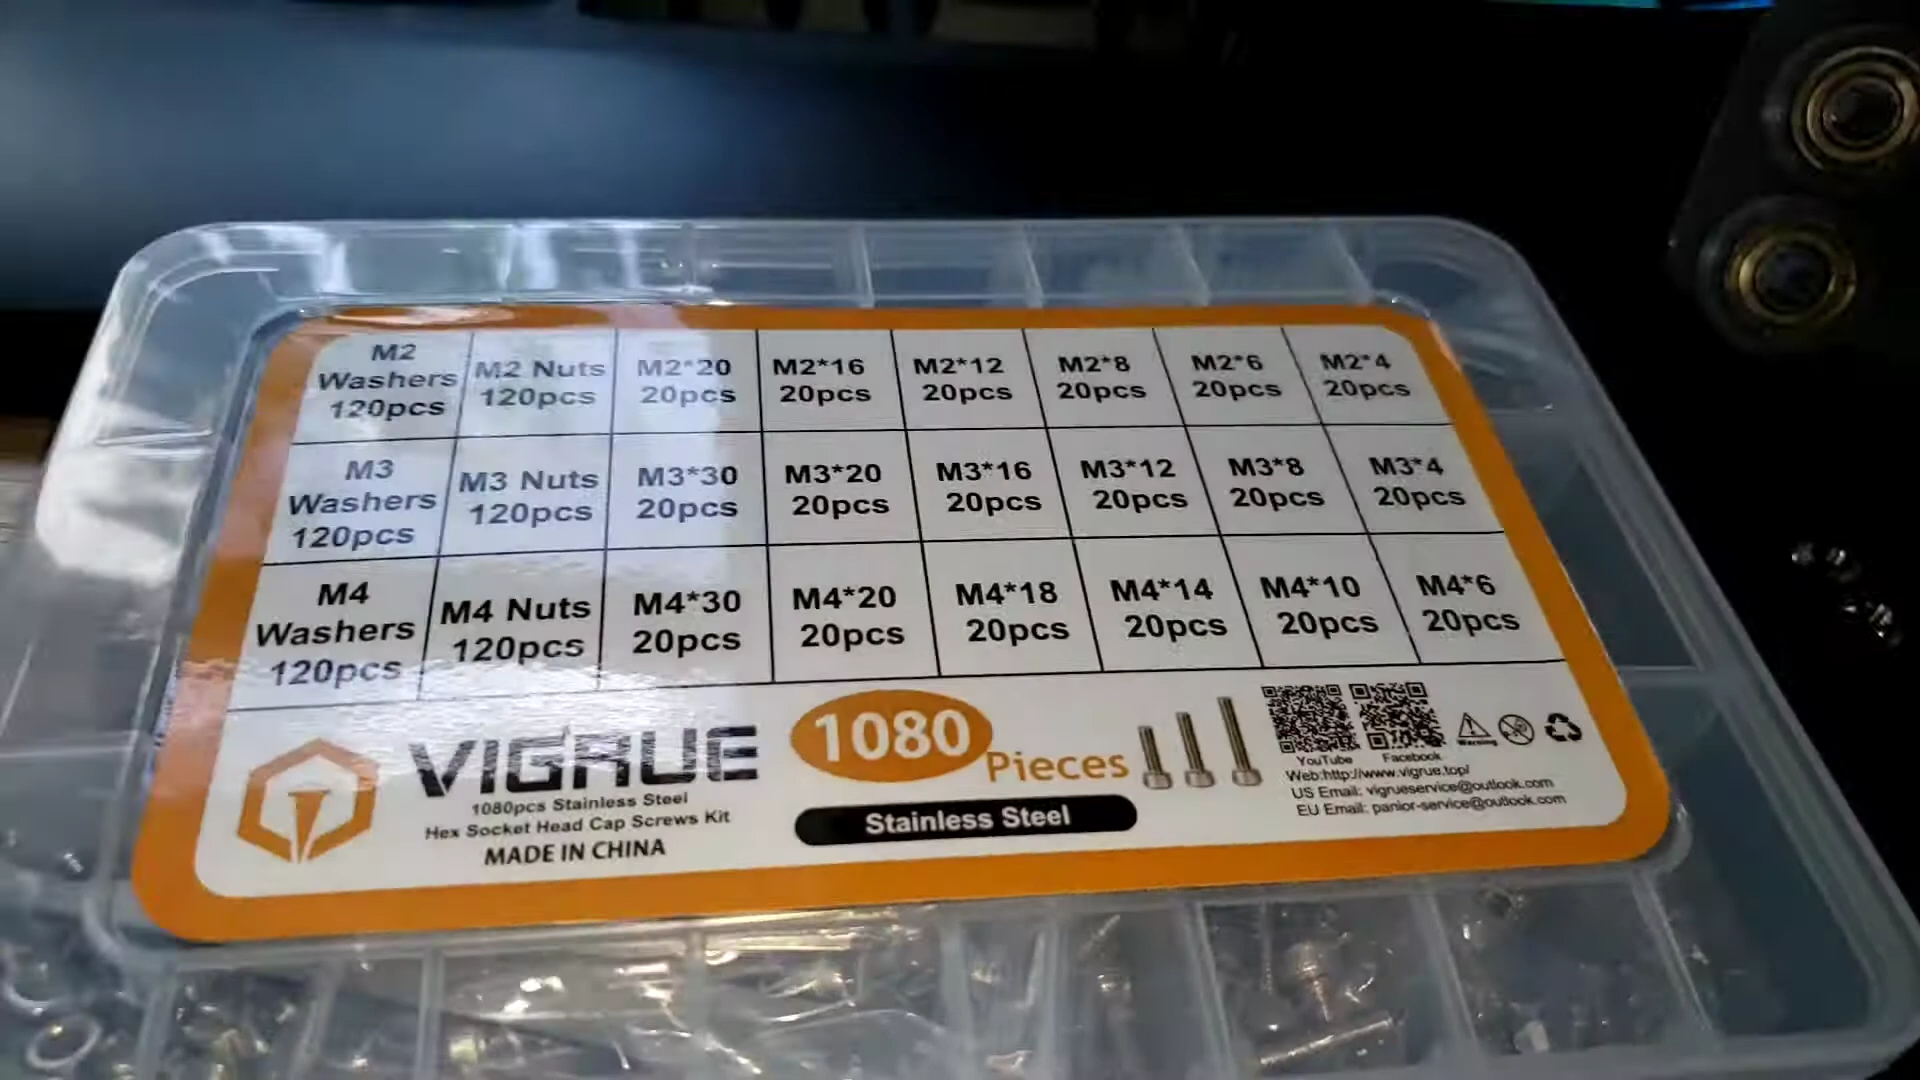 M2 Washers 120pcs
M2 Nuts 120pcs
M2*20 20pcs
M2*16 20pcs
M2*12 20pcs
M2*8 20pcs
M2*6 20pcs
M2*4 20pcs
M3 Washers 120pcs
M3 Nuts 120pcs
M3*30 20pcs
M3*20 20pcs
M3*16 20pcs
M3*12 20pcs
M3*8 20pcs
M3*4 20pcs
M4 Washers 120pcs
M4 Nuts 120pcs
M4*30 20pcs
M4*20 20pcs
M4*18 20pcs
M4*14 20pcs
M4*10 20pcs
M4*6 20pcs
VIGRUE
1080pcs Stainless Steel
Hex Socket Head Cap Screws Kit
MADE IN CHINA
1080 Pieces
Stainless Steel
YouTube
Facebook
Warning
Web:http://www.vigrue.top/
US Email: vigrueservice@outlook.com
EU Email: panior-service@outlook.com